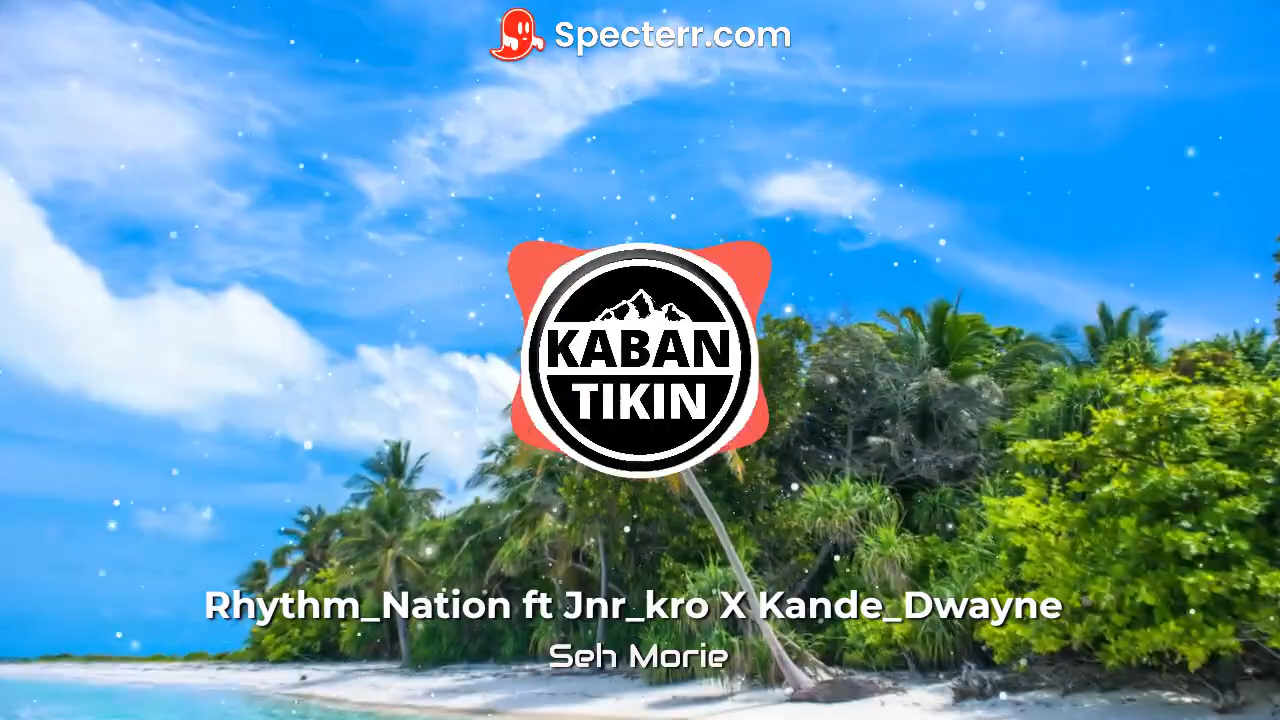 Specterr.com
KABAN
TIKIN
Rhythm_Nation ft Jnr_kro X Kande_Dwayne
Seh Morie